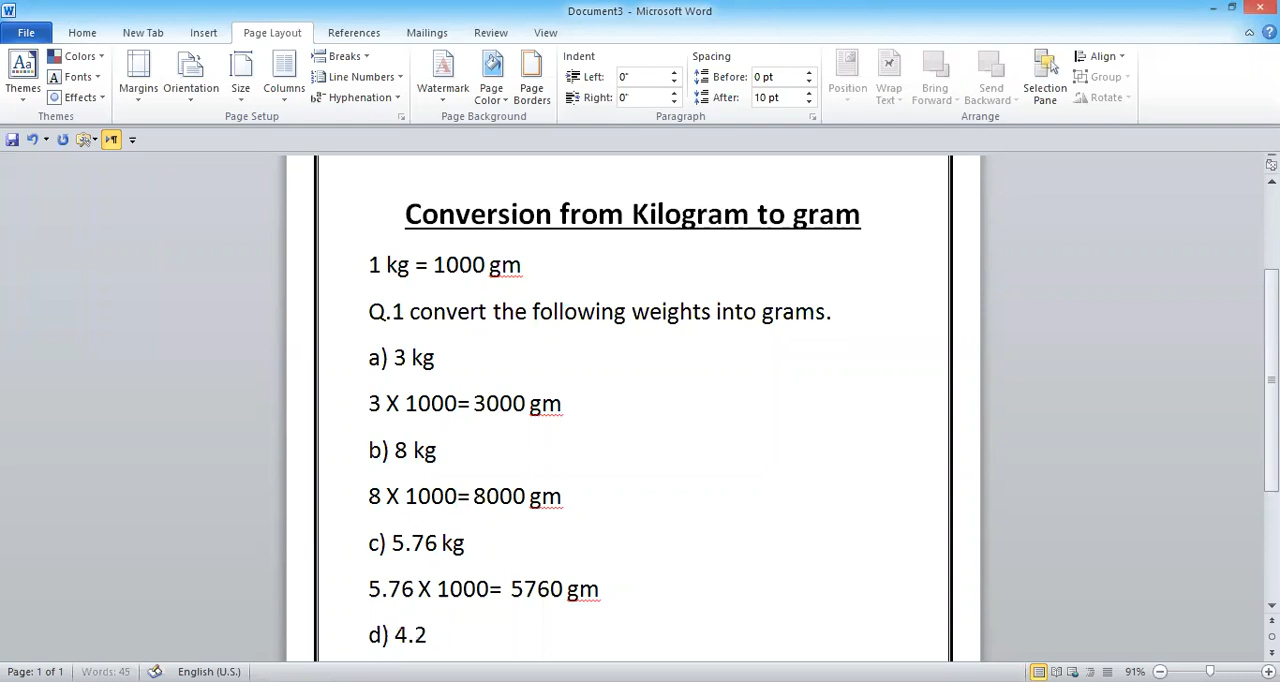 Document3 - Microsoft Word
File Home New Tab Insert Page Layout References Mailings Review View
Themes Colors Fonts Effects Themes
Margins Orientation Size Columns Breaks Line Numbers Hyphenation Page Setup
Watermark Page Color Page Borders Page Background
Indent Left: 0" Right: 0" Spacing Before: 0 pt After: 10 pt Paragraph
Position Wrap Text Bring Forward Send Backward Selection Pane Align Group Rotate Arrange
Conversion from Kilogram to gram
1 kg = 1000 gm
Q.1 convert the following weights into grams.
a) 3 kg
3 X 1000= 3000 gm
b) 8 kg
8 X 1000= 8000 gm
c) 5.76 kg
5.76 X 1000= 5760 gm
d) 4.2
Page: 1 of 1 Words: 45 English (U.S.) 91%